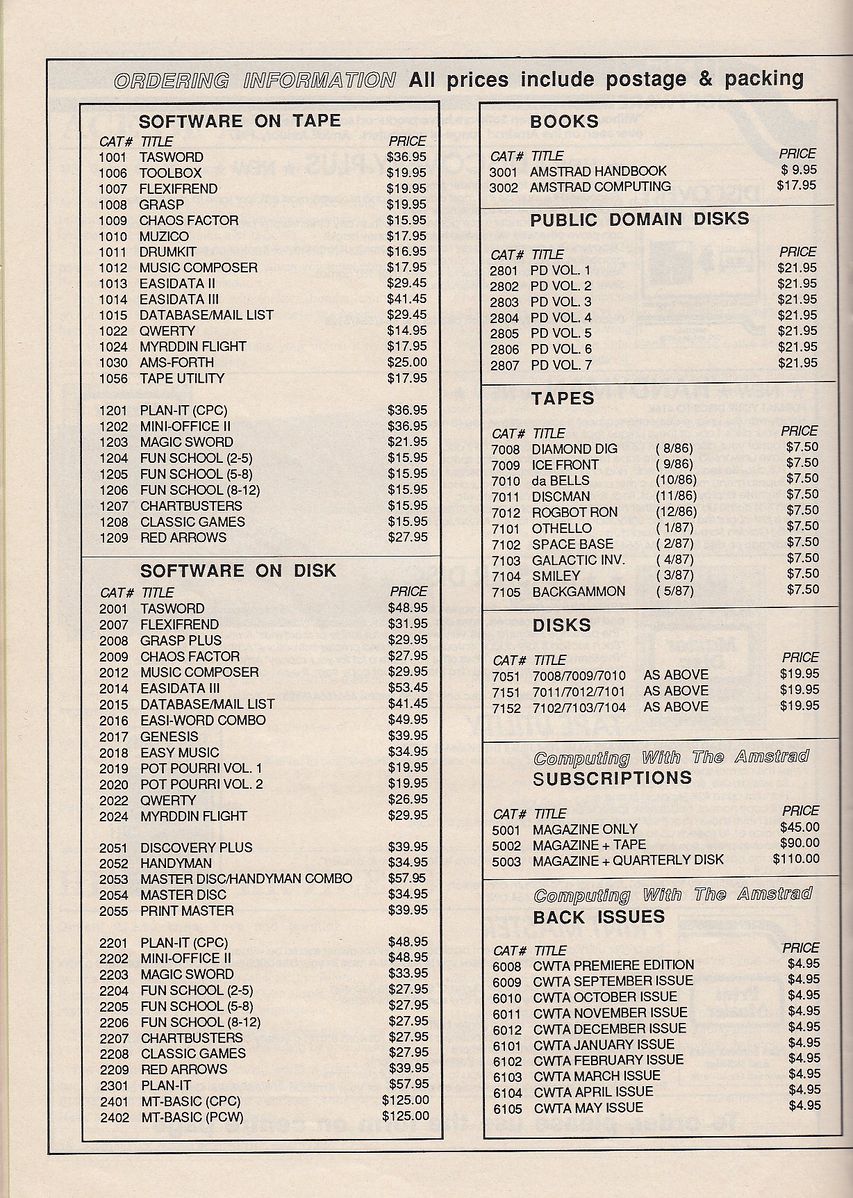 ORDERING INFORMATION All prices include postage & packing
SOFTWARE ON TAPE
CAT# TITLE PRICE
1001 TASWORD $36.95
1006 TOOLBOX $19.95
1007 FLEXIFREND $19.95
1008 GRASP $19.95
1009 CHAOS FACTOR $15.95
1010 MUZICO $17.95
1011 DRUMKIT $16.95
1012 MUSIC COMPOSER $17.95
1013 EASIDATA II $29.45
1014 EASIDATA III $41.45
1015 DATABASE/MAIL LIST $29.45
1022 QWERTY $14.95
1024 MYRDDIN FLIGHT $17.95
1030 AMS-FORTH $25.00
1056 TAPE UTILITY $17.95
1201 PLAN-IT (CPC) $36.95
1202 MINI-OFFICE II $36.95
1203 MAGIC SWORD $21.95
1204 FUN SCHOOL (2-5) $15.95
1205 FUN SCHOOL (5-8) $15.95
1206 FUN SCHOOL (8-12) $15.95
1207 CHARTBUSTERS $15.95
1208 CLASSIC GAMES $15.95
1209 RED ARROWS $27.95
SOFTWARE ON DISK
CAT# TITLE PRICE
2001 TASWORD $48.95
2007 FLEXIFREND $31.95
2008 GRASP PLUS $29.95
2009 CHAOS FACTOR $27.95
2012 MUSIC COMPOSER $29.95
2014 EASIDATA III $53.45
2015 DATABASE/MAIL LIST $41.45
2016 EASI-WORD COMBO $49.95
2017 GENESIS $39.95
2018 EASY MUSIC $34.95
2019 POT POURRI VOL. 1 $19.95
2020 POT POURRI VOL. 2 $19.95
2022 QWERTY $26.95
2024 MYRDDIN FLIGHT $29.95
2051 DISCOVERY PLUS $39.95
2052 HANDYMAN $34.95
2053 MASTER DISC/HANDYMAN COMBO $57.95
2054 MASTER DISC $34.95
2055 PRINT MASTER $39.95
2201 PLAN-IT (CPC) $48.95
2202 MINI-OFFICE II $48.95
2203 MAGIC SWORD $33.95
2204 FUN SCHOOL (2-5) $27.95
2205 FUN SCHOOL (5-8) $27.95
2206 FUN SCHOOL (8-12) $27.95
2207 CHARTBUSTERS $27.95
2208 CLASSIC GAMES $27.95
2209 RED ARROWS $39.95
2301 PLAN-IT $57.95
2401 MT-BASIC (CPC) $125.00
2402 MT-BASIC (PCW) $125.00
BOOKS
CAT# TITLE PRICE
3001 AMSTRAD HANDBOOK $ 9.95
3002 AMSTRAD COMPUTING $17.95
PUBLIC DOMAIN DISKS
CAT# TITLE PRICE
2801 PD VOL. 1 $21.95
2802 PD VOL. 2 $21.95
2803 PD VOL. 3 $21.95
2804 PD VOL. 4 $21.95
2805 PD VOL. 5 $21.95
2806 PD VOL. 6 $21.95
2807 PD VOL. 7 $21.95
TAPES
CAT# TITLE PRICE
7008 DIAMOND DIG ( 8/86) $7.50
7009 ICE FRONT ( 9/86) $7.50
7010 da BELLS (10/86) $7.50
7011 DISCMAN (11/86) $7.50
7012 ROGBOT RON (12/86) $7.50
7101 OTHELLO ( 1/87) $7.50
7102 SPACE BASE ( 2/87) $7.50
7103 GALACTIC INV. ( 4/87) $7.50
7104 SMILEY ( 3/87) $7.50
7105 BACKGAMMON ( 5/87) $7.50
DISKS
CAT# TITLE PRICE
7051 7008/7009/7010 AS ABOVE $19.95
7151 7011/7012/7101 AS ABOVE $19.95
7152 7102/7103/7104 AS ABOVE $19.95
Computing With The Amstrad
SUBSCRIPTIONS
CAT# TITLE PRICE
5001 MAGAZINE ONLY $45.00
5002 MAGAZINE + TAPE $90.00
5003 MAGAZINE + QUARTERLY DISK $110.00
Computing With The Amstrad
BACK ISSUES
CAT# TITLE PRICE
6008 CWTA PREMIERE EDITION $4.95
6009 CWTA SEPTEMBER ISSUE $4.95
6010 CWTA OCTOBER ISSUE $4.95
6011 CWTA NOVEMBER ISSUE $4.95
6012 CWTA DECEMBER ISSUE $4.95
6101 CWTA JANUARY ISSUE $4.95
6102 CWTA FEBRUARY ISSUE $4.95
6103 CWTA MARCH ISSUE $4.95
6104 CWTA APRIL ISSUE $4.95
6105 CWTA MAY ISSUE $4.95